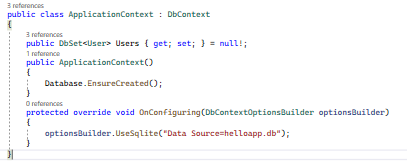 3 references
public class ApplicationContext : DbContext
{
3 references
public DbSet<User> Users { get; set; } = null!;
1 reference
public ApplicationContext()
{
Database.EnsureCreated();
}
0 references
protected override void OnConfiguring(DbContextOptionsBuilder optionsBuilder)
{
optionsBuilder.UseSqlite("Data Source=helloapp.db");
}
}